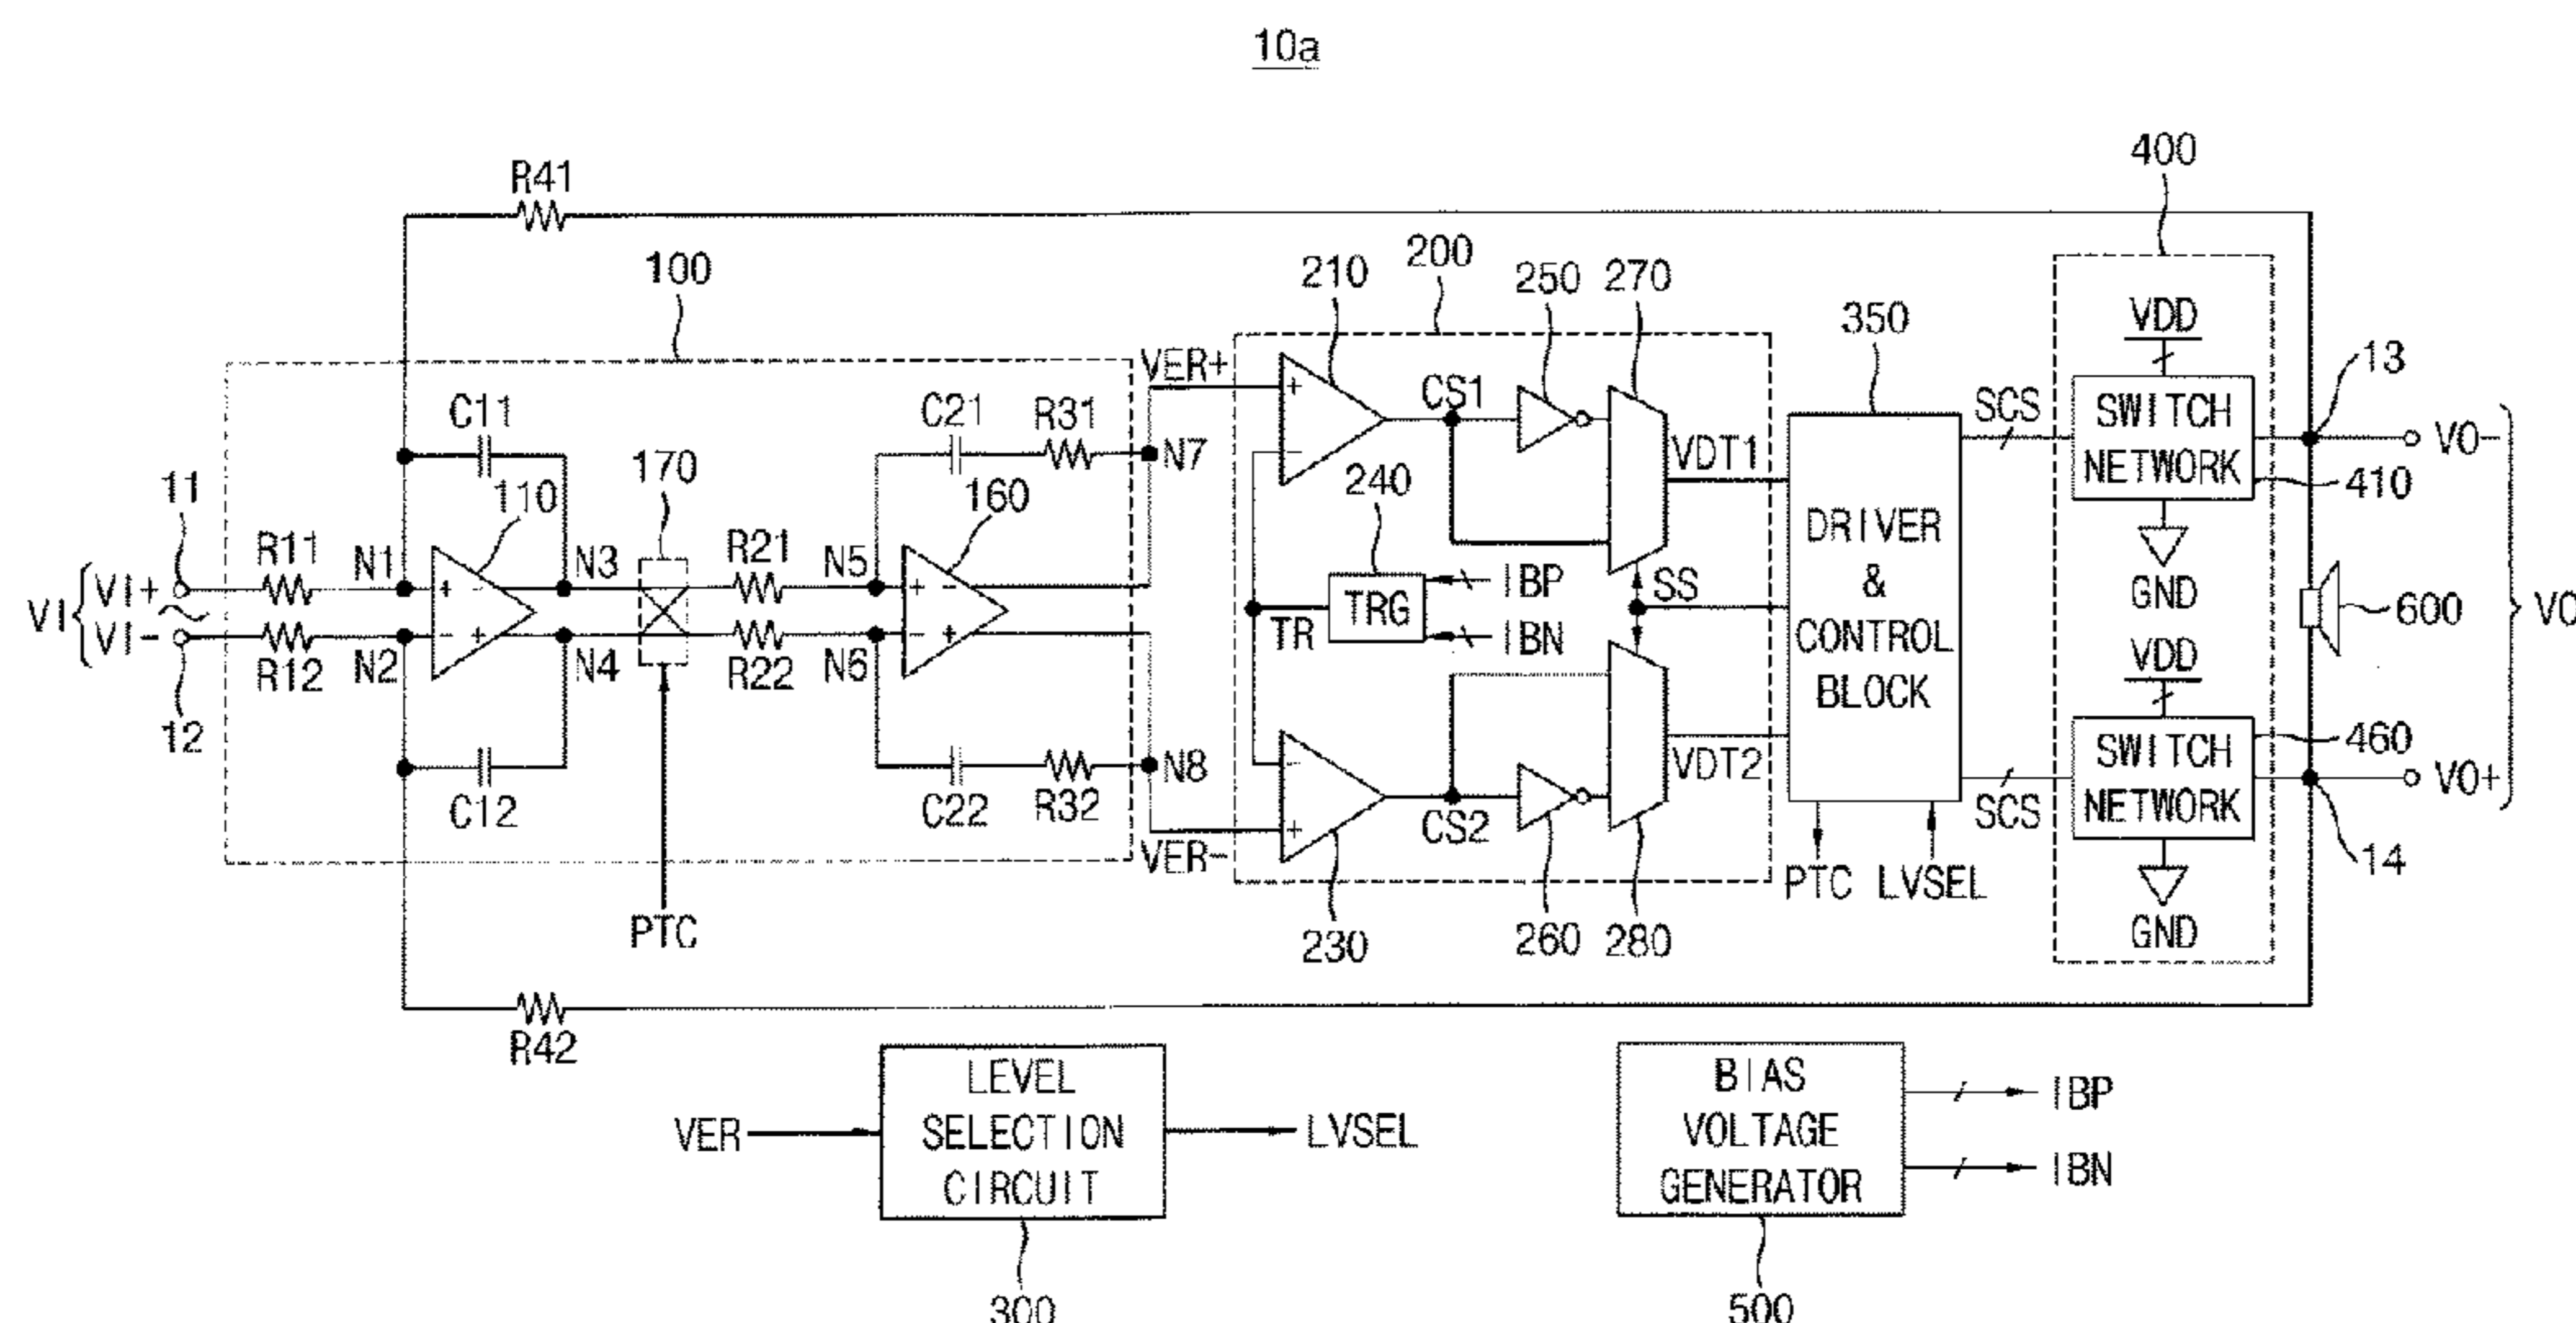 10a
R41
400
100
200
210
250
270
350
VDD
13
VER+
CS1
SCS
SWITCH
NETWORK
VO-
C11
C21
R31
N7
VDT1
410
110
170
160
240
11
R11
N1
N3
R21
N5
IBP
SS
DRIVER
&
CONTROL
BLOCK
GND
VI
VI+
VI-
+
-
-
+
+
-
-
+
+
-
TRG
600
VO
R12
N2
N4
R22
N6
TR
IBN
VDD
12
C12
C22
R32
N8
-
+
CS2
VDT2
SCS
SWITCH
NETWORK
460
VO+
VER-
PTC
LVSEL
14
PTC
230
260
280
GND
R42
LEVEL
SELECTION
CIRCUIT
VER
LVSEL
BIAS
VOLTAGE
GENERATOR
IBP
IBN
300
500